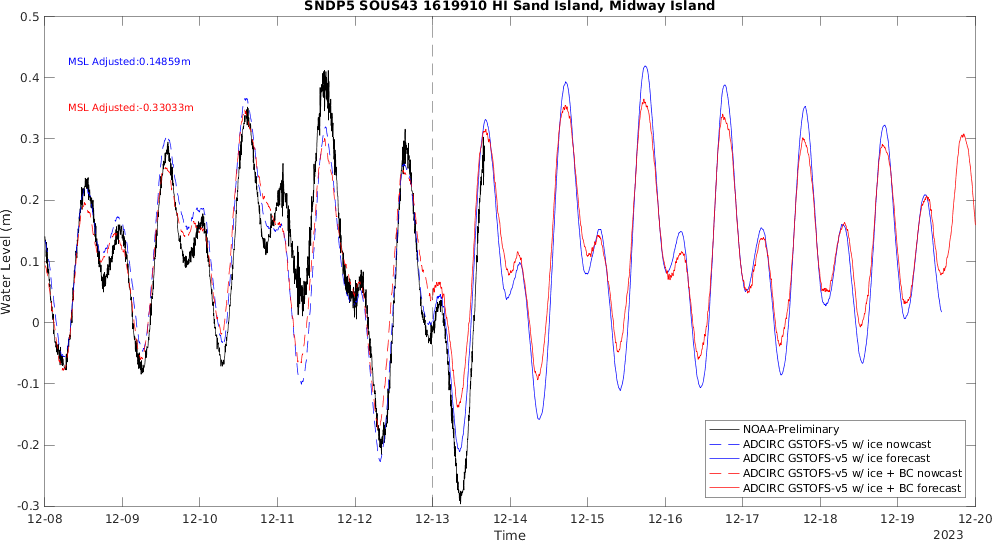 SNDP5 SOUS43 1619910 HI Sand Island, Midway Island
0.5
0.4
0.3
0.2
0.1
0
-0.1
-0.2
-0.3
Water Level (m)
MSL Adjusted:0.14859m
MSL Adjusted:-0.33033m
NOAA-Preliminary
ADCIRC GSTOFS-v5 w/ ice nowcast
ADCIRC GSTOFS-v5 w/ ice forecast
ADCIRC GSTOFS-v5 w/ ice + BC nowcast
ADCIRC GSTOFS-v5 w/ ice + BC forecast
12-08 12-09 12-10 12-11 12-12 12-13 12-14 12-15 12-16 12-17 12-18 12-19 12-20
Time
2023